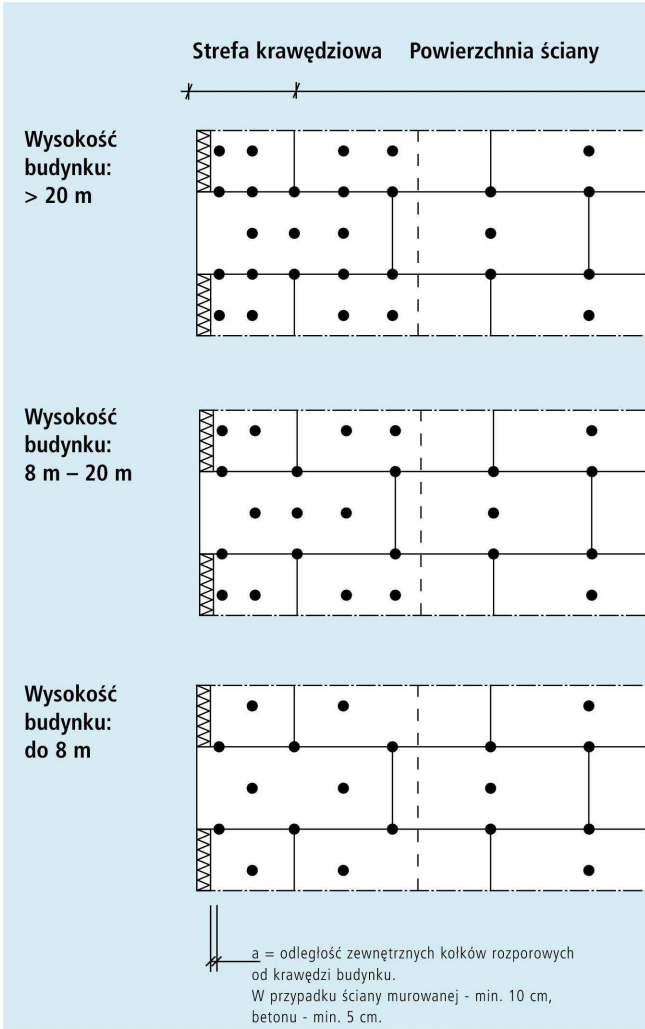 Strefa krawędziowa Powierzchnia ściany
Wysokość
budynku:
> 20 m
Wysokość
budynku:
8 m – 20 m
Wysokość
budynku:
do 8 m
a = odległość zewnętrznych kołków rozporowych
od krawędzi budynku.
W przypadku ściany murowanej - min. 10 cm,
betonu - min. 5 cm.